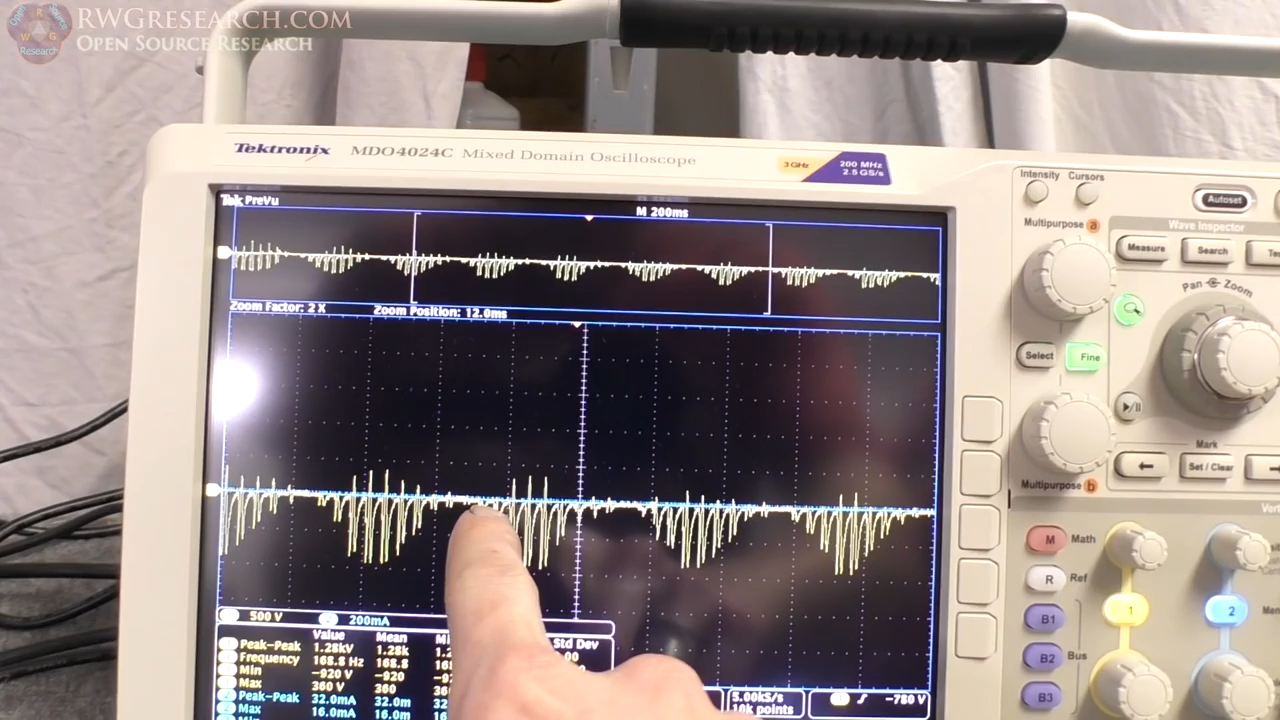 RWGRESEARCH.COM
OPEN SOURCE RESEARCH
Tektronix MDO4024C Mixed Domain Oscilloscope
3 GHz 200 MHz
2.5 GS/s
Intensity Cursors
Autoset
Tek PreVu M 200ms
Multipurpose a
Wave Inspector
Measure Search
Pan Zoom
Zoom Factor: 2 X Zoom Position: 12.0ms
Select Fine
Mark
Set / Clear
Multipurpose b
M Math
R Ref
B1
B2 Bus
B3
1 2
500 V 200mA
Value Mean Std Dev
Peak-Peak 1.28kV 1.28k
Frequency 168.8 Hz 168.8
Min -920 V -920
Max 360 V 360
Peak-Peak 32.0mA 32.0m
Max 16.0mA 16.0m
5.00kS/s
10k points
-780 V